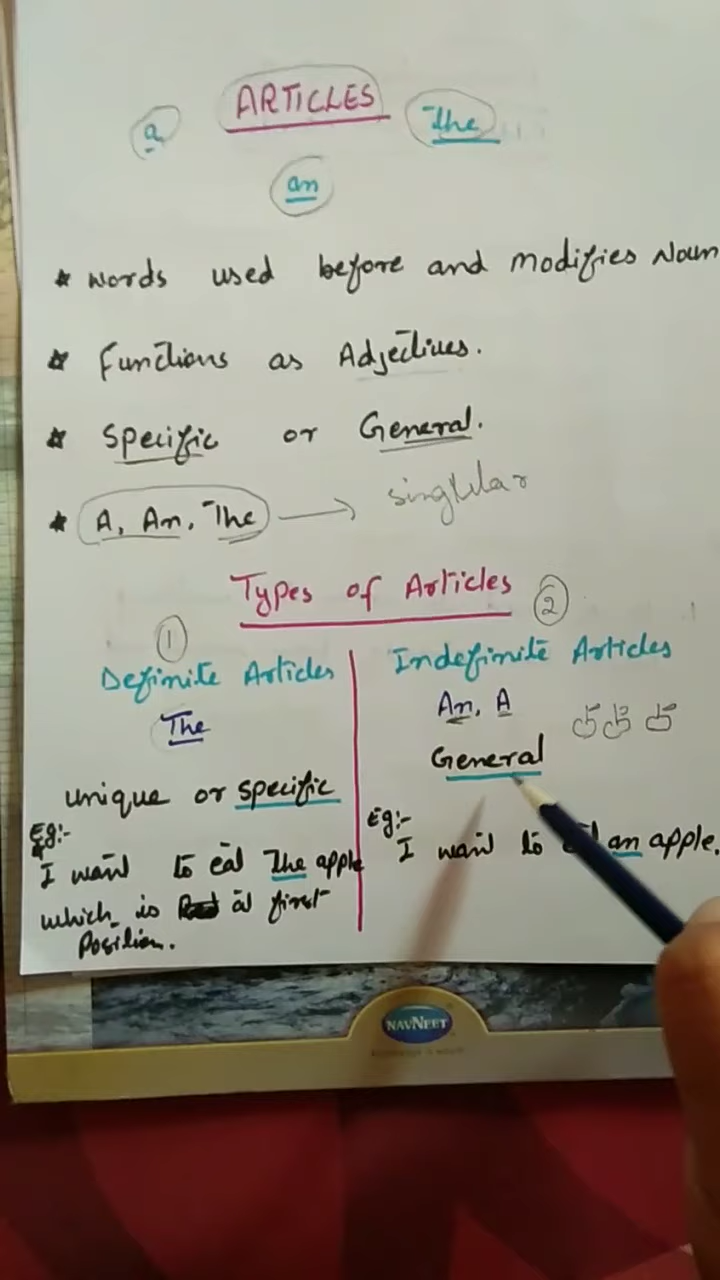 ARTICLES
a
The
an
* Words used before and modifies Noun
* Functions as Adjectives.
* Specific or General.
* A, An, The → singular
Types of Articles
1
2
Definite Articles
The
unique or specific
Eg:-
I want to eat The apple
which is at first
Position.
Indefinite Articles
An, A
General
Eg:-
I want to an apple.
NAVNEET